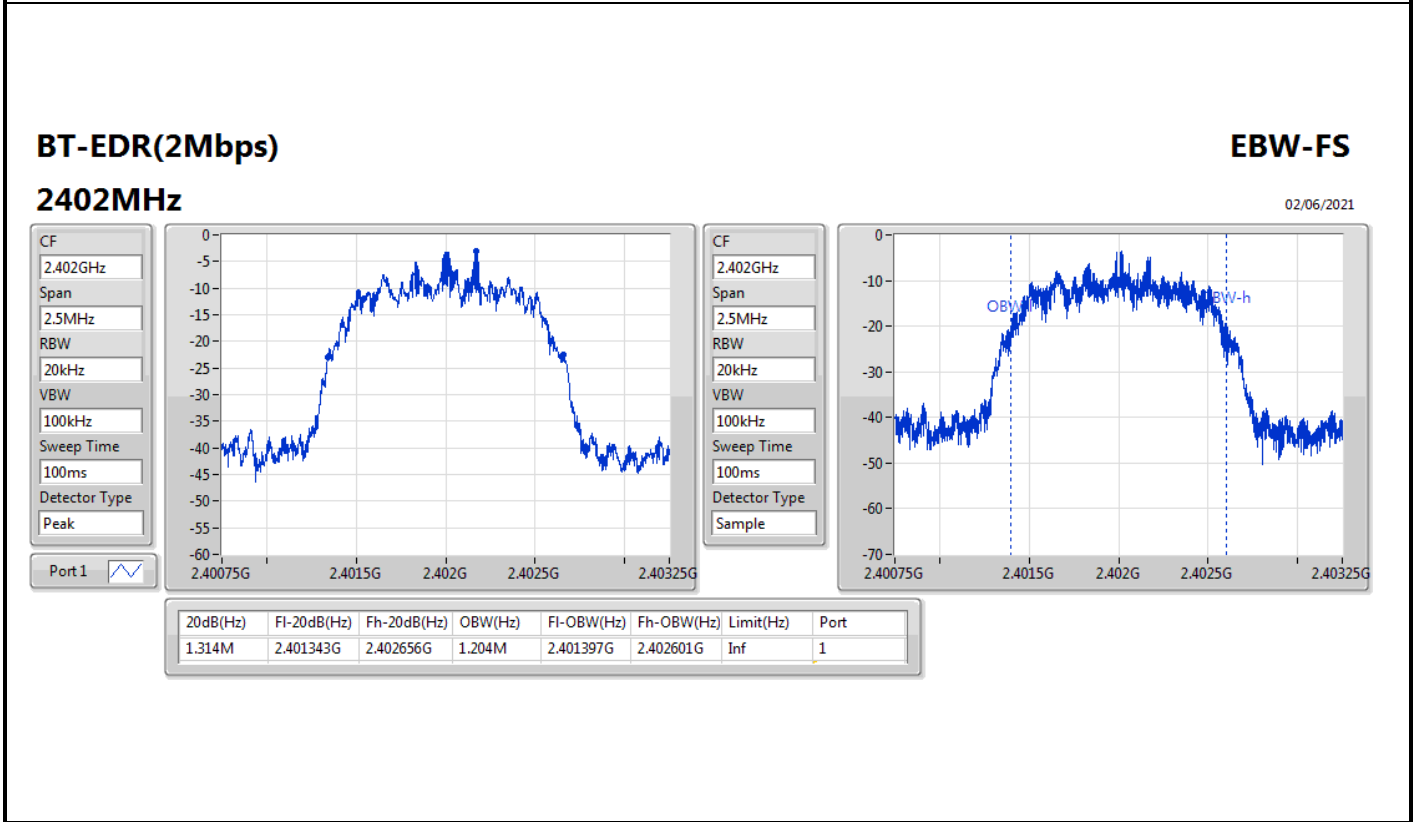 BT-EDR(2Mbps)
EBW-FS
2402MHz
02/06/2021
CF
2.402GHz
Span
2.5MHz
RBW
20kHz
VBW
100kHz
Sweep Time
100ms
Detector Type
Peak
Port 1
0
-5
-10
-15
-20
-25
-30
-35
-40
-45
-50
-55
-60
2.40075G 2.4015G 2.402G 2.4025G 2.40325G
CF
2.402GHz
Span
2.5MHz
RBW
20kHz
VBW
100kHz
Sweep Time
100ms
Detector Type
Sample
0
-10
-20
-30
-40
-50
-60
-70
2.40075G 2.4015G 2.402G 2.4025G 2.40325G
20dB(Hz) Fl-20dB(Hz) Fh-20dB(Hz) OBW(Hz) Fl-OBW(Hz) Fh-OBW(Hz) Limit(Hz) Port
1.314M 2.401343G 2.402656G 1.204M 2.401397G 2.402601G Inf 1